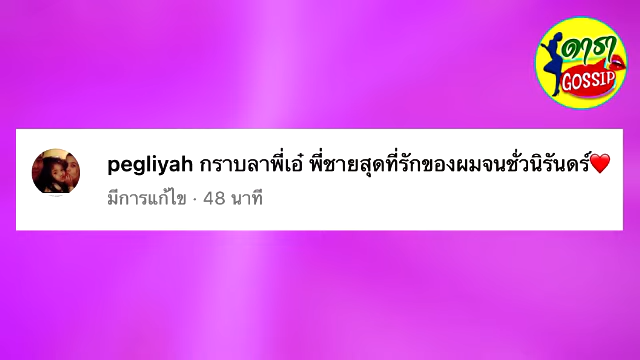 ดารา
GOSSIP
pegliyah กราบลาพี่เอ๋ พี่ชายสุดที่รักของผมจนชั่วนิรันดร์❤️
มีการแก้ไข · 48 นาที